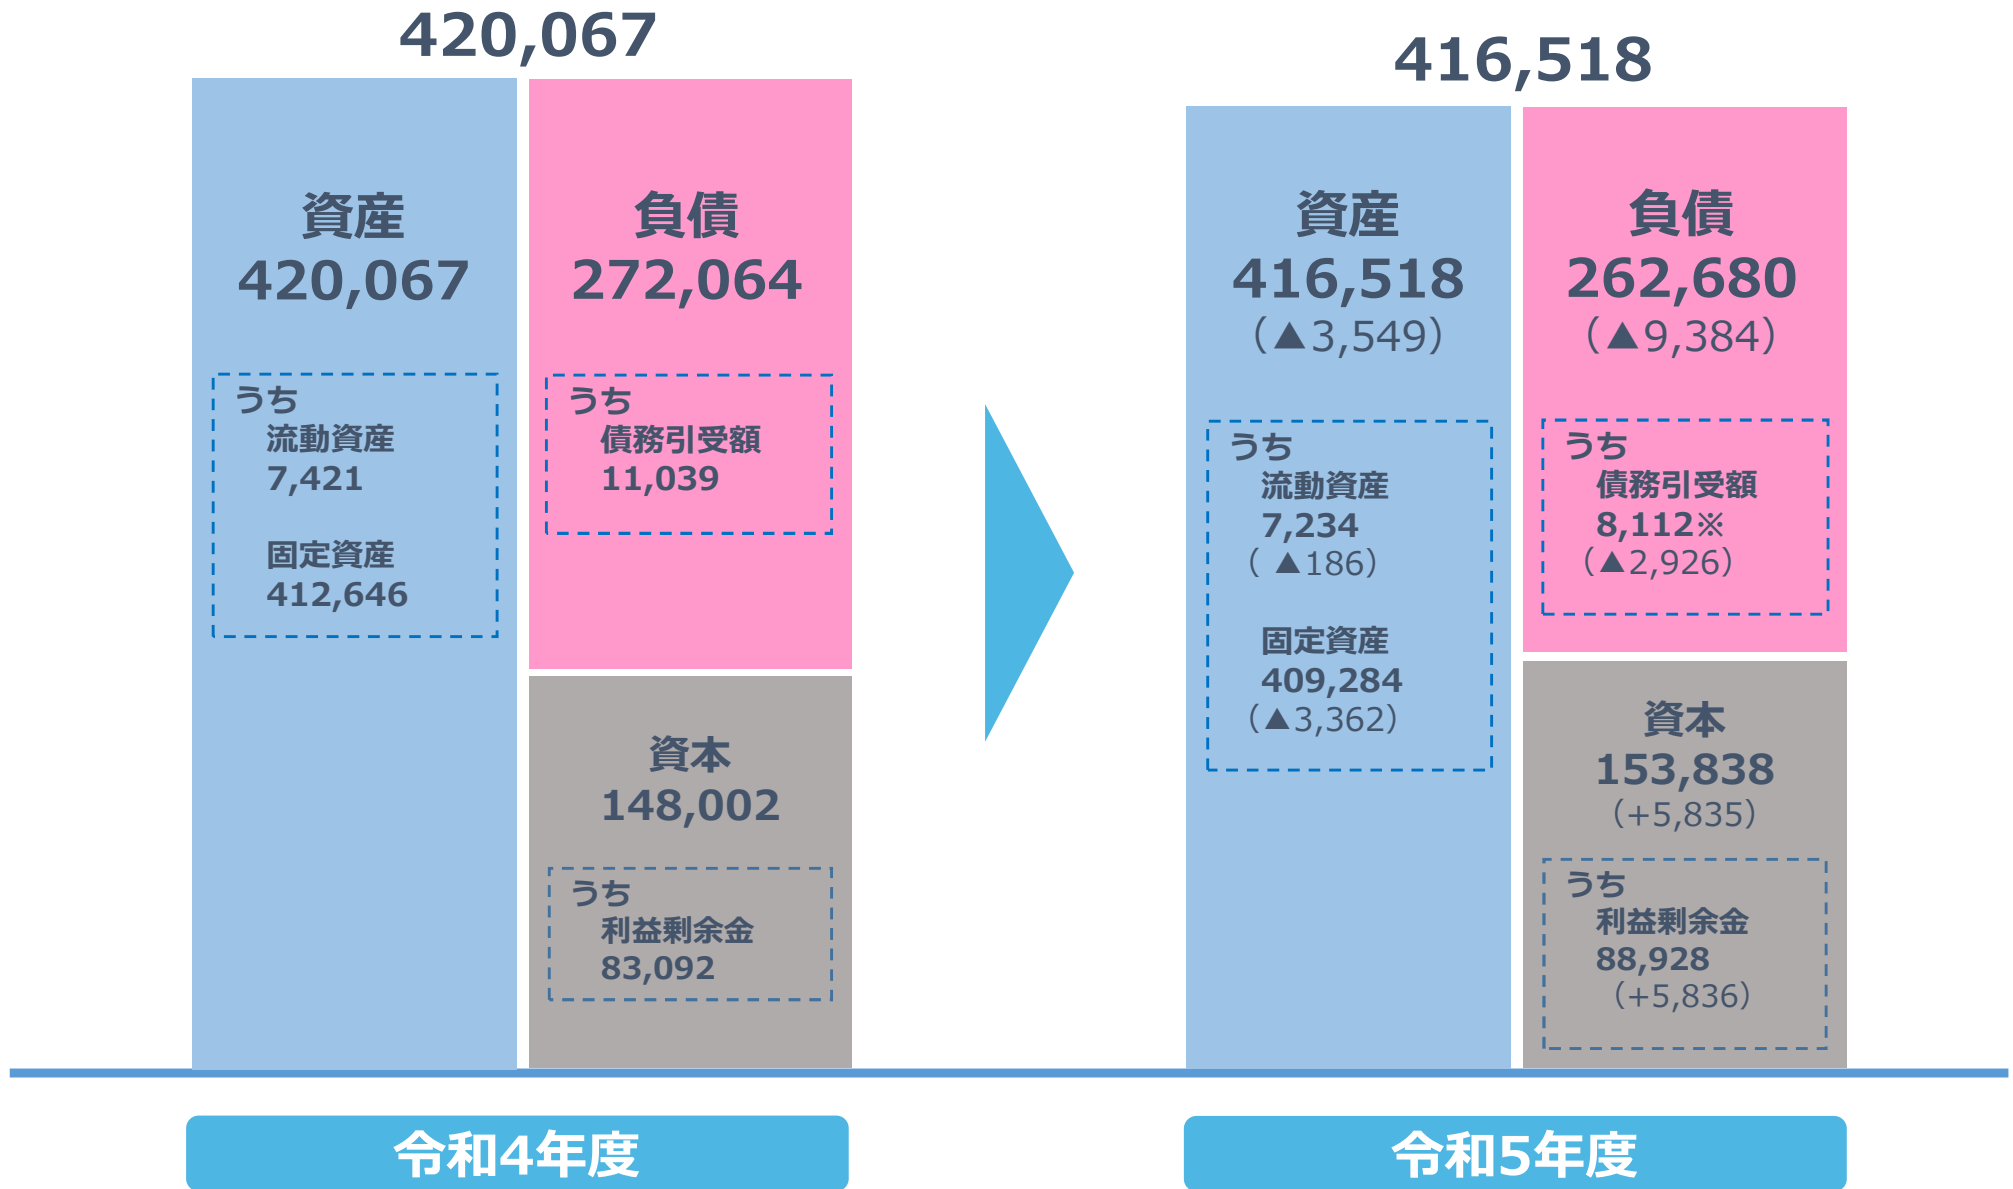 420,067
資産
420,067
うち
流動資産
7,421
固定資産
412,646
負債
272,064
うち
債務引受額
11,039
資本
148,002
うち
利益剰余金
83,092
令和4年度
416,518
資産
416,518
（▲3,549）
うち
流動資産
7,234
（ ▲186）
固定資産
409,284
（▲3,362）
負債
262,680
（▲9,384）
うち
債務引受額
8,112※
（▲2,926）
資本
153,838
（+5,835）
うち
利益剰余金
88,928
（+5,836）
令和5年度